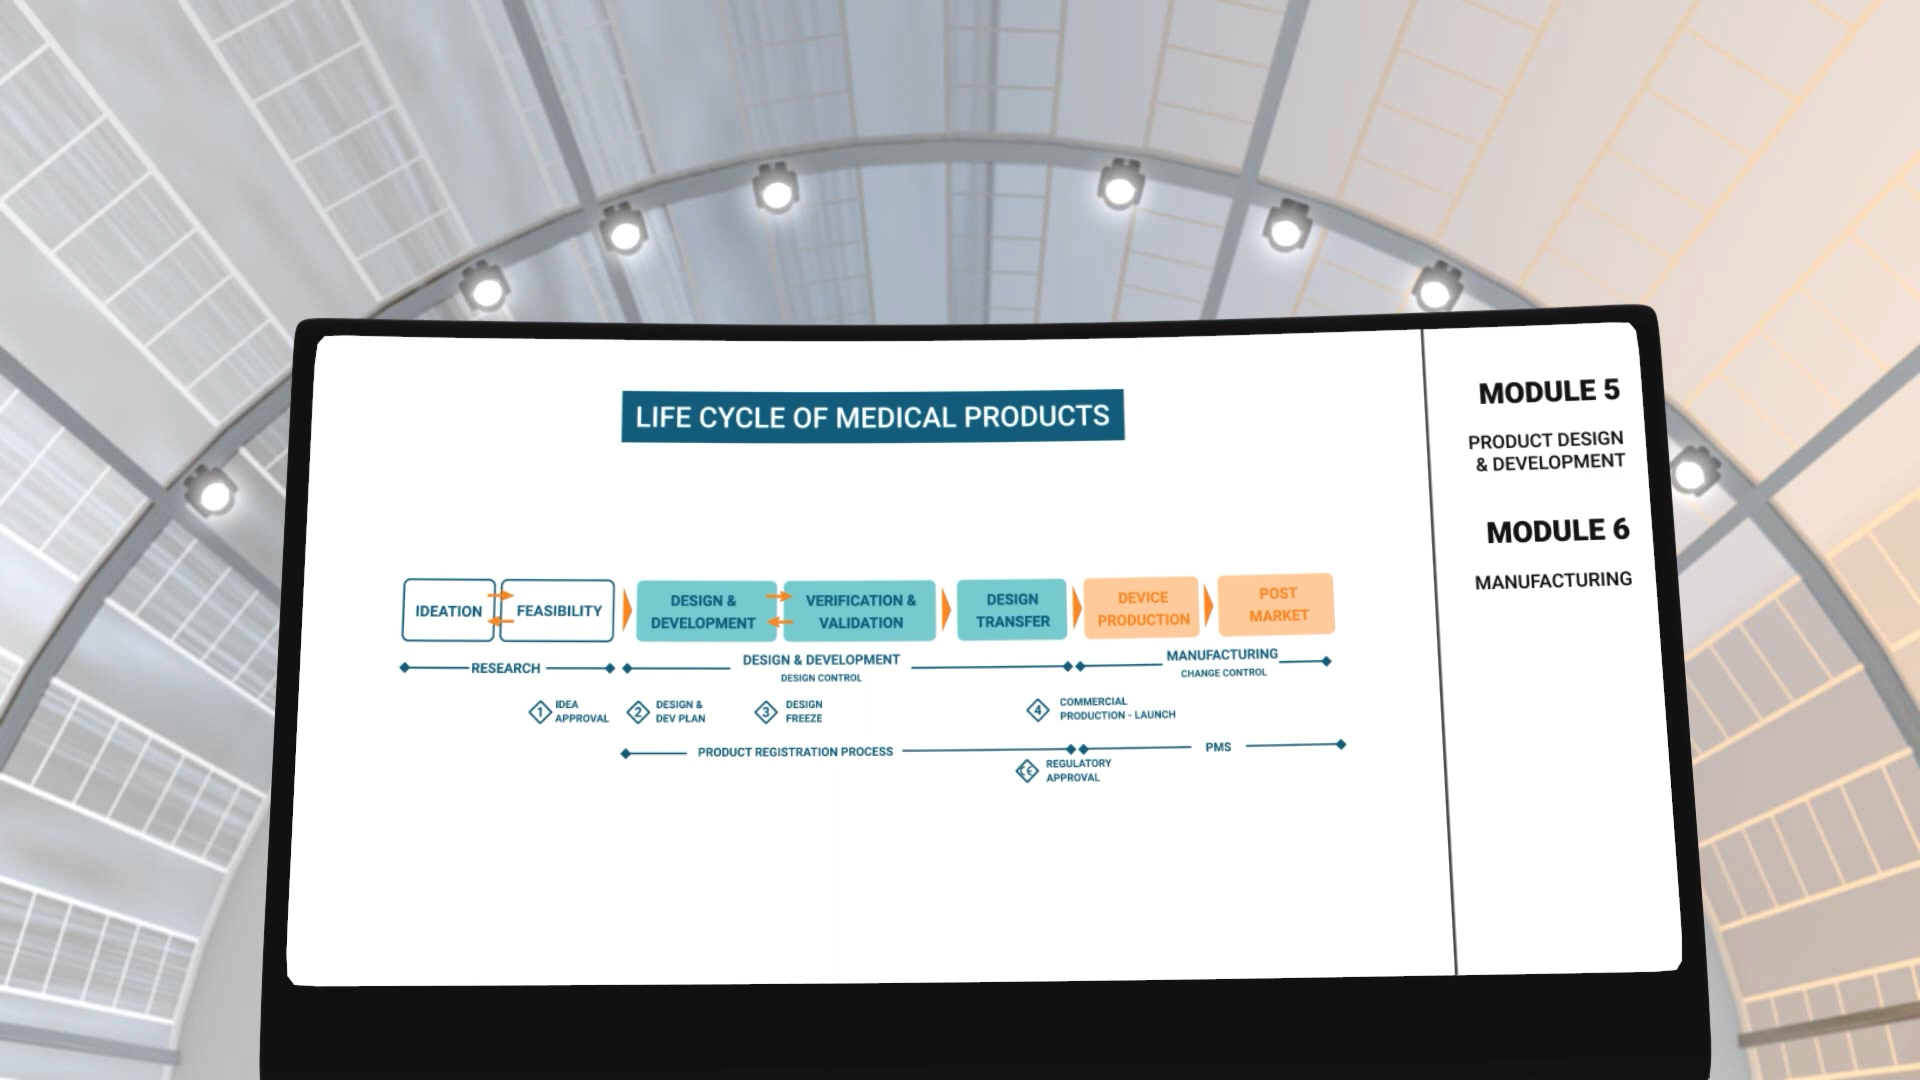 LIFE CYCLE OF MEDICAL PRODUCTS
IDEATION
FEASIBILITY
DESIGN &
DEVELOPMENT
VERIFICATION &
VALIDATION
DESIGN
TRANSFER
DEVICE
PRODUCTION
POST
MARKET
RESEARCH
DESIGN & DEVELOPMENT
DESIGN CONTROL
MANUFACTURING
CHANGE CONTROL
1 IDEA
APPROVAL
2 DESIGN &
DEV PLAN
3 DESIGN
FREEZE
4 COMMERCIAL
PRODUCTION - LAUNCH
PRODUCT REGISTRATION PROCESS
PMS
CE REGULATORY
APPROVAL
MODULE 5
PRODUCT DESIGN
& DEVELOPMENT
MODULE 6
MANUFACTURING